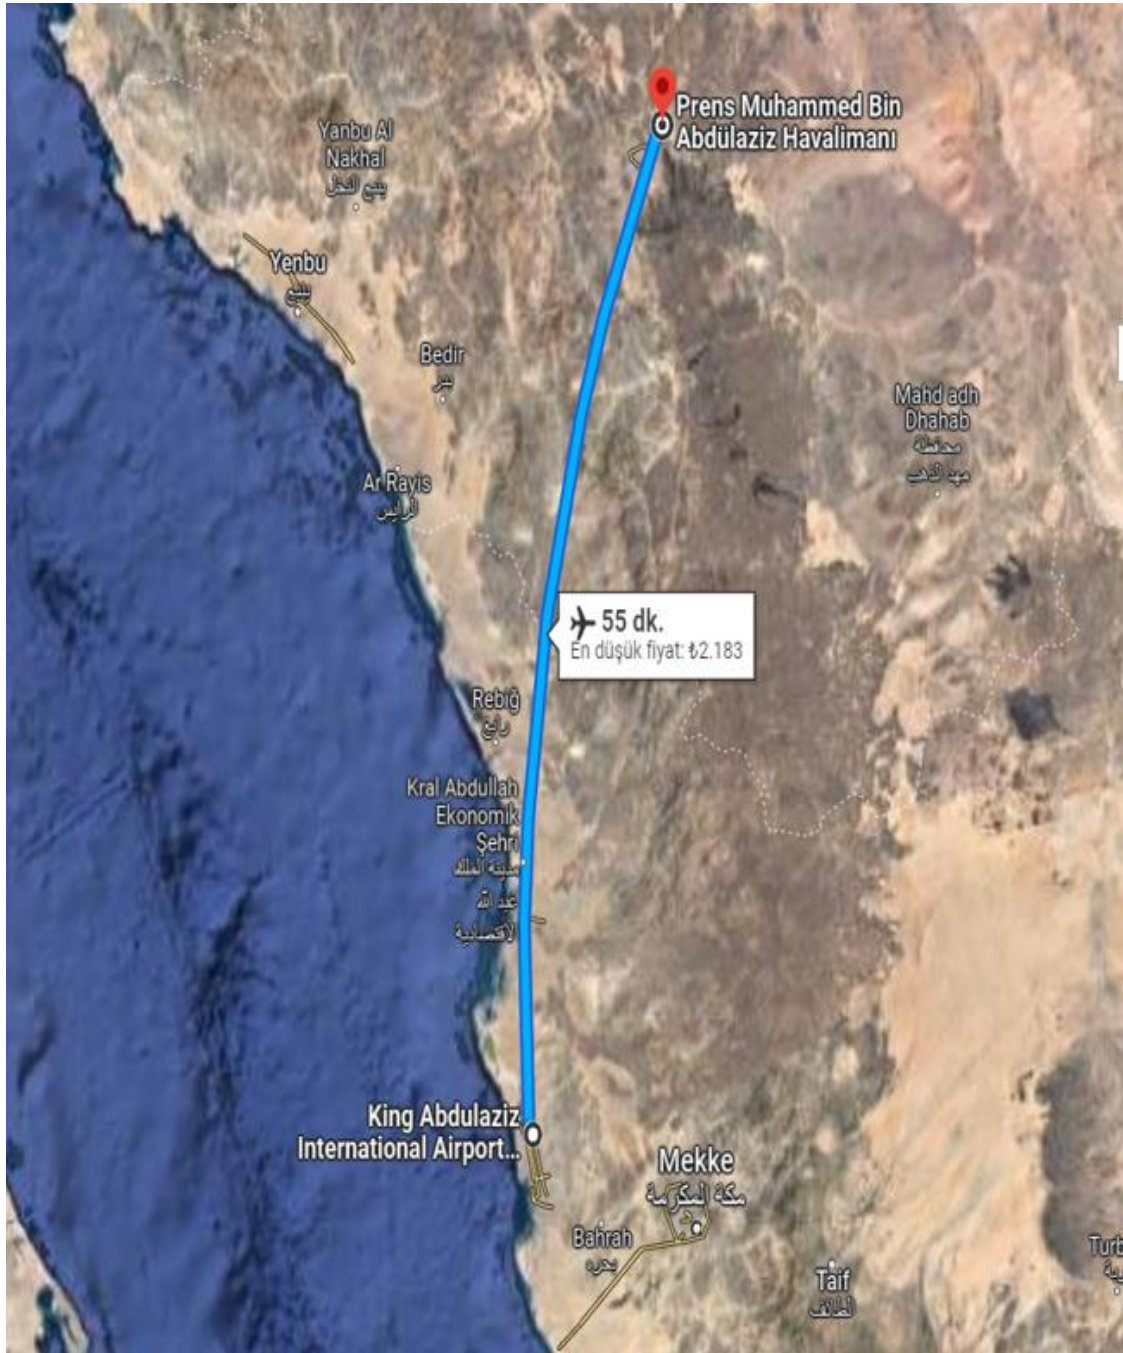 Prens Muhammed Bin
Abdülaziz Havalimanı
Yanbu Al
Nakhal
ينبع النخل
Yenbu
ينبع
Bedir
بدر
Mahd adh
Dhahab
محافظة
مهد الذهب
Ar Rayis
الرايس
55 dk.
En düşük fiyat: ₺2.183
Rebiğ
رابغ
Kral Abdullah
Ekonomik
Şehri
مدينة الملك
عبد الله
الاقتصادية
King Abdulaziz
International Airport...
Mekke
مكة المكرمة
Bahrah
بحره
Taif
الطائف
Turb